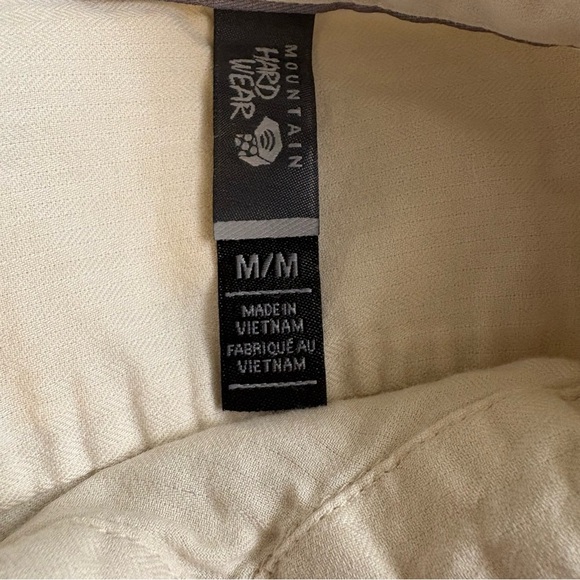 MOUNTAIN
HARD
WEAR
M/M
MADE IN
VIETNAM
FABRIQUÉ AU
VIETNAM